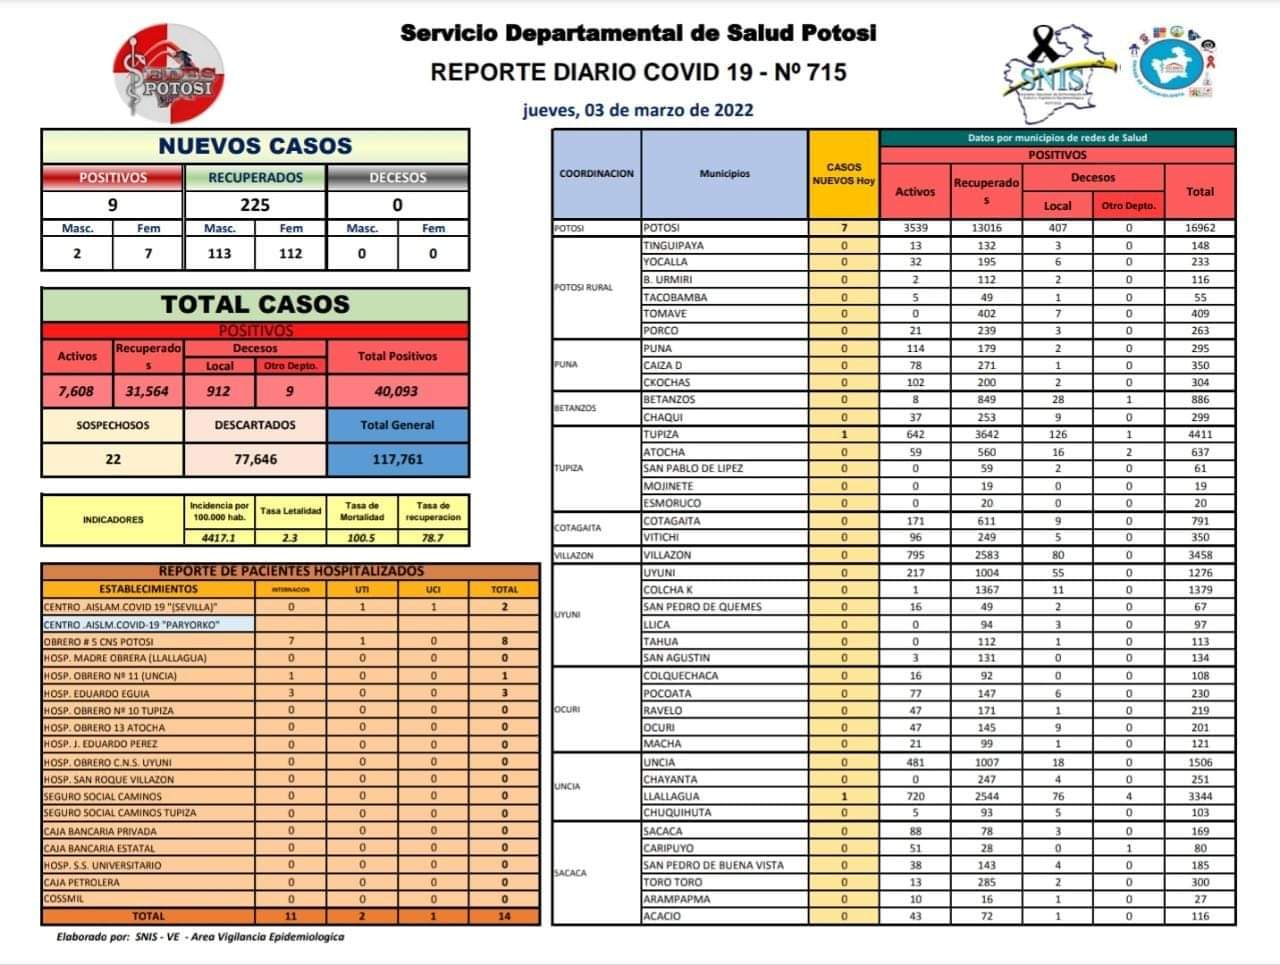 Servicio Departamental de Salud Potosi
REPORTE DIARIO COVID 19 - Nº 715
jueves, 03 de marzo de 2022
SEDES
POTOSI
SNIS
NUEVOS CASOS
POSITIVOS RECUPERADOS DECESOS
9 225 0
Masc. Fem Masc. Fem Masc. Fem
2 7 113 112 0 0
TOTAL CASOS
POSITIVOS
Activos Recuperado s Decesos Total Positivos
Local Otro Depto.
7,608 31,564 912 9 40,093
SOSPECHOSOS DESCARTADOS Total General
22 77,646 117,761
INDICADORES Incidencia por 100.000 hab. Tasa Letalidad Tasa de Mortalidad Tasa de recuperacion
4417.1 2.3 100.5 78.7
REPORTE DE PACIENTES HOSPITALIZADOS
ESTABLECIMIENTOS INTERNACION UTI UCI TOTAL
CENTRO .AISLAM.COVID 19 "(SEVILLA)" 0 1 1 2
CENTRO .AISLM.COVID-19 "PARYORKO"
OBRERO # 5 CNS POTOSI 7 1 0 8
HOSP. MADRE OBRERA (LLALLAGUA) 0 0 0 0
HOSP. OBRERO Nº 11 (UNCIA) 1 0 0 1
HOSP. EDUARDO EGUIA 3 0 0 3
HOSP. OBRERO Nº 10 TUPIZA 0 0 0 0
HOSP. OBRERO 13 ATOCHA 0 0 0 0
HOSP. J. EDUARDO PEREZ 0 0 0 0
HOSP. OBRERO C.N.S. UYUNI 0 0 0 0
HOSP. SAN ROQUE VILLAZON 0 0 0 0
SEGURO SOCIAL CAMINOS 0 0 0 0
SEGURO SOCIAL CAMINOS TUPIZA 0 0 0 0
CAJA BANCARIA PRIVADA 0 0 0 0
CAJA BANCARIA ESTATAL 0 0 0 0
HOSP. S.S. UNIVERSITARIO 0 0 0 0
CAJA PETROLERA 0 0 0 0
COSSMIL 0 0 0 0
TOTAL 11 2 1 14
Elaborado por: SNIS - VE - Area Vigilancia Epidemiologica
COORDINACION Municipios CASOS NUEVOS Hoy Datos por municipios de redes de Salud
POSITIVOS
Activos Recuperado s Decesos Total
Local Otro Depto.
POTOSI POTOSI 7 3539 13016 407 0 16962
POTOSI RURAL TINGUIPAYA 0 13 132 3 0 148
YOCALLA 0 32 195 6 0 233
B. URMIRI 0 2 112 2 0 116
TACOBAMBA 0 5 49 1 0 55
TOMAVE 0 0 402 7 0 409
PORCO 0 21 239 3 0 263
PUNA PUNA 0 114 179 2 0 295
CAIZA D 0 78 271 1 0 350
CKOCHAS 0 102 200 2 0 304
BETANZOS BETANZOS 0 8 849 28 1 886
CHAQUI 0 37 253 9 0 299
TUPIZA TUPIZA 1 642 3642 126 1 4411
ATOCHA 0 59 560 16 2 637
SAN PABLO DE LIPEZ 0 0 59 2 0 61
MOJINETE 0 0 19 0 0 19
ESMORUCO 0 0 20 0 0 20
COTAGAITA COTAGAITA 0 171 611 9 0 791
VITICHI 0 96 249 5 0 350
VILLAZON VILLAZON 0 795 2583 80 0 3458
UYUNI UYUNI 0 217 1004 55 0 1276
COLCHA K 0 1 1367 11 0 1379
SAN PEDRO DE QUEMES 0 16 49 2 0 67
LLICA 0 0 94 3 0 97
TAHUA 0 0 112 1 0 113
SAN AGUSTIN 0 3 131 0 0 134
OCURI COLQUECHACA 0 16 92 0 0 108
POCOATA 0 77 147 6 0 230
RAVELO 0 47 171 1 0 219
OCURI 0 47 145 9 0 201
MACHA 0 21 99 1 0 121
UNCIA UNCIA 0 481 1007 18 0 1506
CHAYANTA 0 0 247 4 0 251
LLALLAGUA 1 720 2544 76 4 3344
CHUQUIHUTA 0 5 93 5 0 103
SACACA SACACA 0 88 78 3 0 169
CARIPUYO 0 51 28 0 1 80
SAN PEDRO DE BUENA VISTA 0 38 143 4 0 185
TORO TORO 0 13 285 2 0 300
ARAMPAPMA 0 10 16 1 0 27
ACACIO 0 43 72 1 0 116